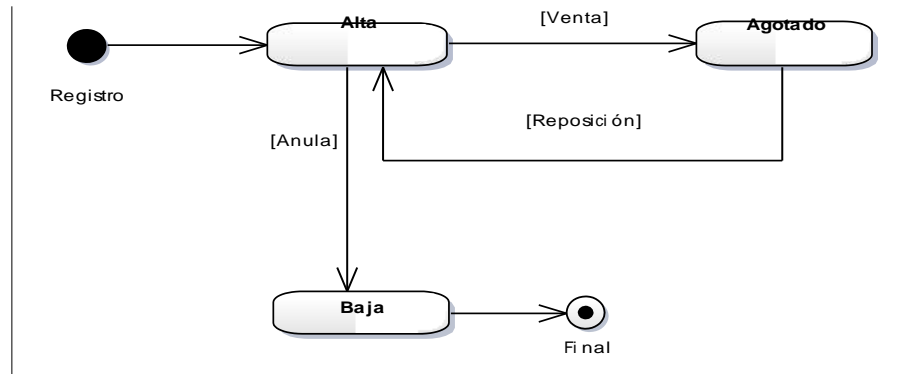 Alta
[Venta]
Agotado
Registro
[Reposición]
[Anula]
Baja
Final